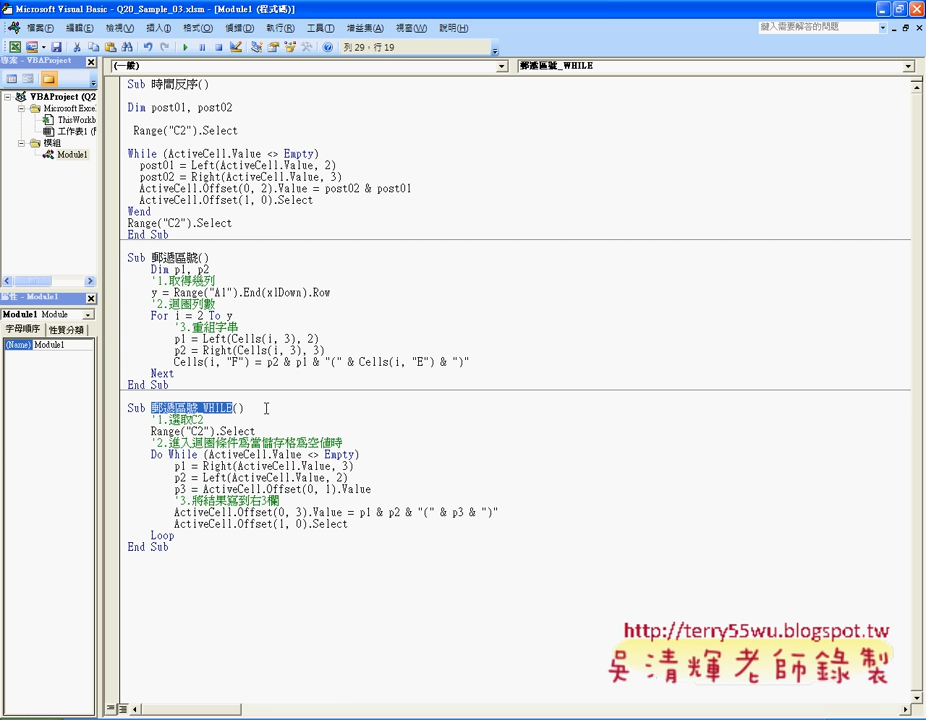 Microsoft Visual Basic - Q20_Sample_03.xlsm - [Module1 (程式碼)]
檔案(F) 編輯(E) 檢視(V) 插入(I) 格式(O) 偵錯(D) 執行(R) 工具(T) 增益集(A) 視窗(W) 說明(H)
鍵入需要解答的問題
列 29，行 19
專案 - VBAProject
(一般)
郵遞區號_WHILE
VBAProject (Q2
Microsoft Exce
ThisWorkb
工作表1 (
模組
Module1
屬性 - Module1
Module1 Module
字母順序 性質分類
(Name) Module1
Sub 時間反序()
Dim post01, post02
Range("C2").Select
While (ActiveCell.Value <> Empty)
post01 = Left(ActiveCell.Value, 2)
post02 = Right(ActiveCell.Value, 3)
ActiveCell.Offset(0, 2).Value = post02 & post01
ActiveCell.Offset(1, 0).Select
Wend
Range("C2").Select
End Sub
Sub 郵遞區號()
Dim p1, p2
'1.取得幾列
y = Range("A1").End(xlDown).Row
'2.迴圈列數
For i = 2 To y
'3.重組字串
p1 = Left(Cells(i, 3), 2)
p2 = Right(Cells(i, 3), 3)
Cells(i, "F") = p2 & p1 & "(" & Cells(i, "E") & ")"
Next
End Sub
Sub 郵遞區號_WHILE()
'1.選取C2
Range("C2").Select
'2.進入迴圈條件為當儲存格為空值時
Do While (ActiveCell.Value <> Empty)
p1 = Right(ActiveCell.Value, 3)
p2 = Left(ActiveCell.Value, 2)
p3 = ActiveCell.Offset(0, 1).Value
'3.將結果寫到右3欄
ActiveCell.Offset(0, 3).Value = p1 & p2 & "(" & p3 & ")"
ActiveCell.Offset(1, 0).Select
Loop
End Sub
http://terry55wu.blogspot.tw
吳清輝老師錄製